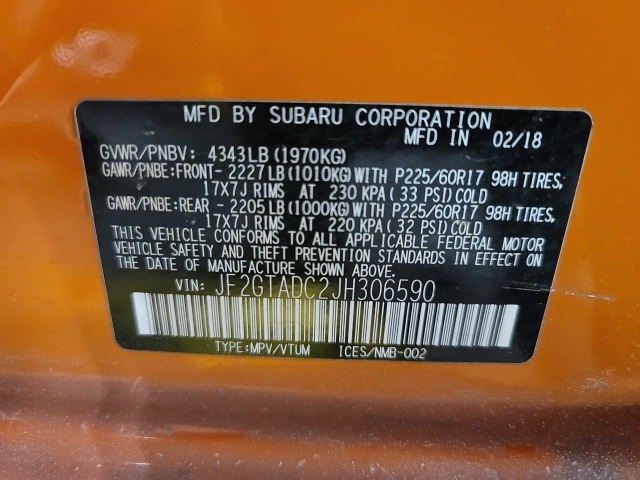 MFD BY SUBARU CORPORATION
MFD IN 02/18
GVWR/PNBV: 4343LB(1970KG)
GAWR/PNBE:FRONT- 2227LB(1010KG)WITH P225/60R17 98H TIRES,
17X7J RIMS AT 230 KPA(33 PSI)COLD
GAWR/PNBE:REAR - 2205LB(1000KG)WITH P225/60R17 98H TIRES,
17X7J RIMS AT 220 KPA(32 PSI)COLD
THIS VEHICLE CONFORMS TO ALL APPLICABLE FEDERAL MOTOR
VEHICLE SAFETY AND THEFT PREVENTION STANDARDS IN EFFECT ON
THE DATE OF MANUFACTURE SHOWN ABOVE.
VIN: JF2GTADC2JH306590
TYPE:MPV/VTUM ICES/NMB-002